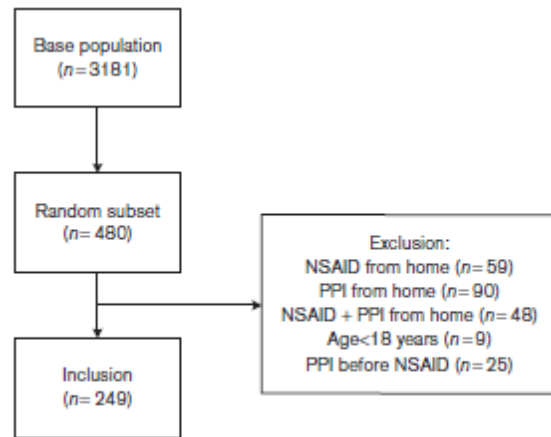 Base population
(n=3181)
Random subset
(n=480)
Exclusion:
NSAID from home (n=59)
PPI from home (n=90)
NSAID + PPI from home (n=48)
Age<18 years (n=9)
PPI before NSAID (n=25)
Inclusion
(n=249)